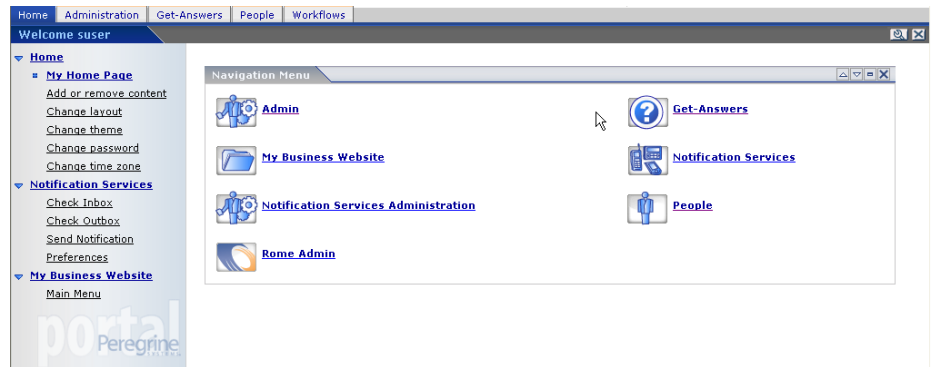 Home Administration Get-Answers People Workflows
Welcome suser
Home
My Home Page
Add or remove content
Change layout
Change theme
Change password
Change time zone
Notification Services
Check Inbox
Check Outbox
Send Notification
Preferences
My Business Website
Main Menu
portal
Peregrine
SYSTEMS
Navigation Menu
Admin
Get-Answers
My Business Website
Notification Services
Notification Services Administration
People
Rome Admin